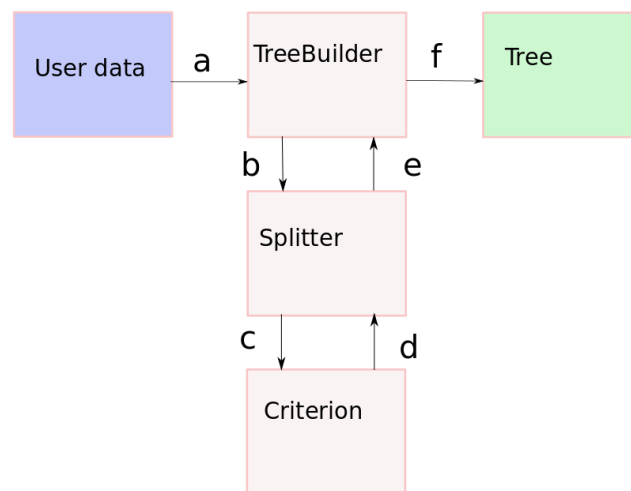 User data
a
TreeBuilder
f
Tree
b
e
Splitter
c
d
Criterion